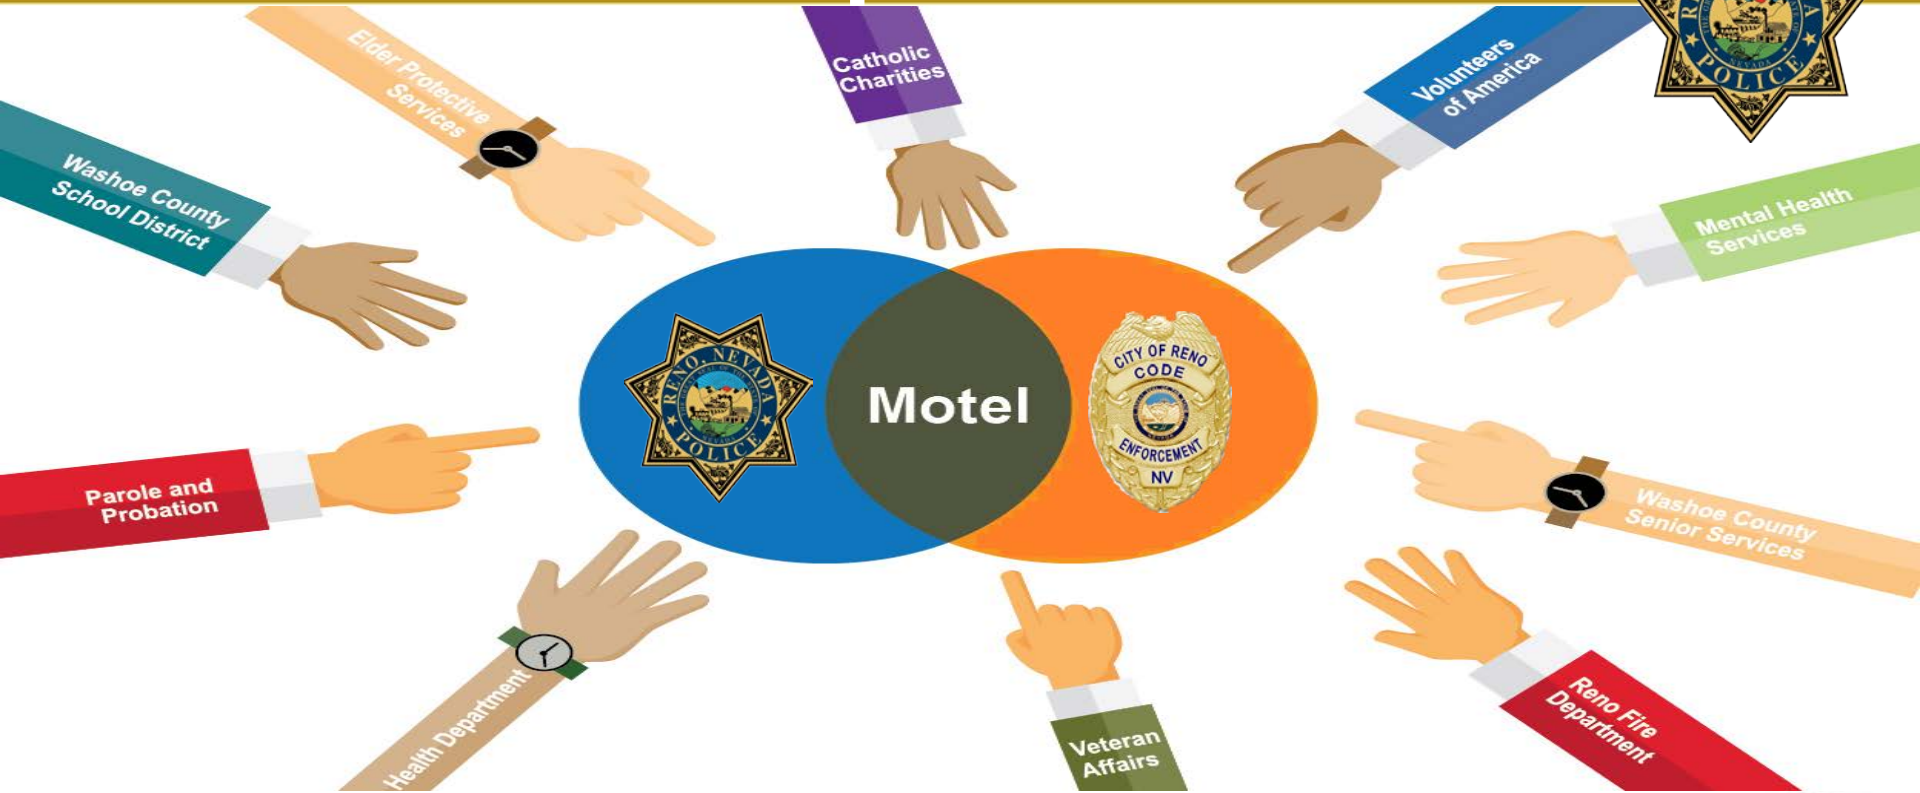 Elder Protective
Services
Catholic
Charities
Volunteers
of America
POLICE
Washoe County
School District
Mental Health
Services
RENO, NEVADA
POLICE
Motel
CITY OF RENO
CODE
ENFORCEMENT
NV
Parole and
Probation
Washoe County
Senior Services
Health Department
Veteran
Affairs
Reno Fire
Department